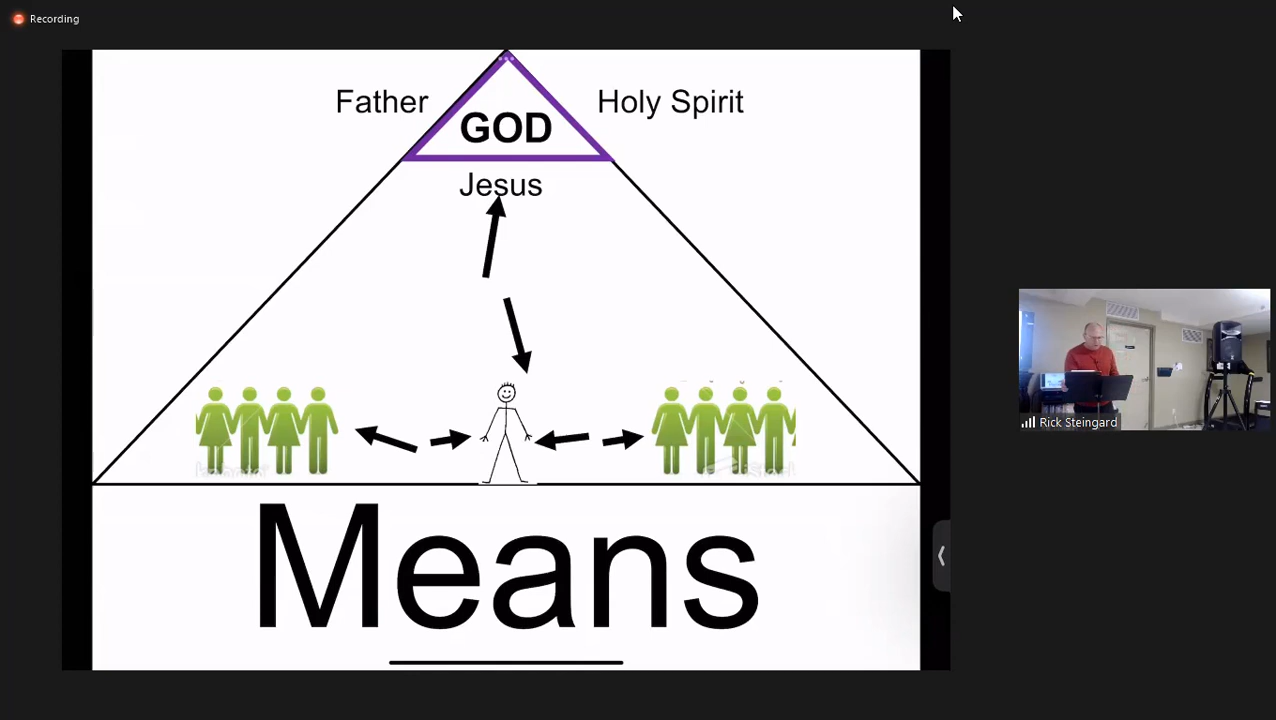 Recording
Father
Holy Spirit
GOD
Jesus
Means
Rick Steingard